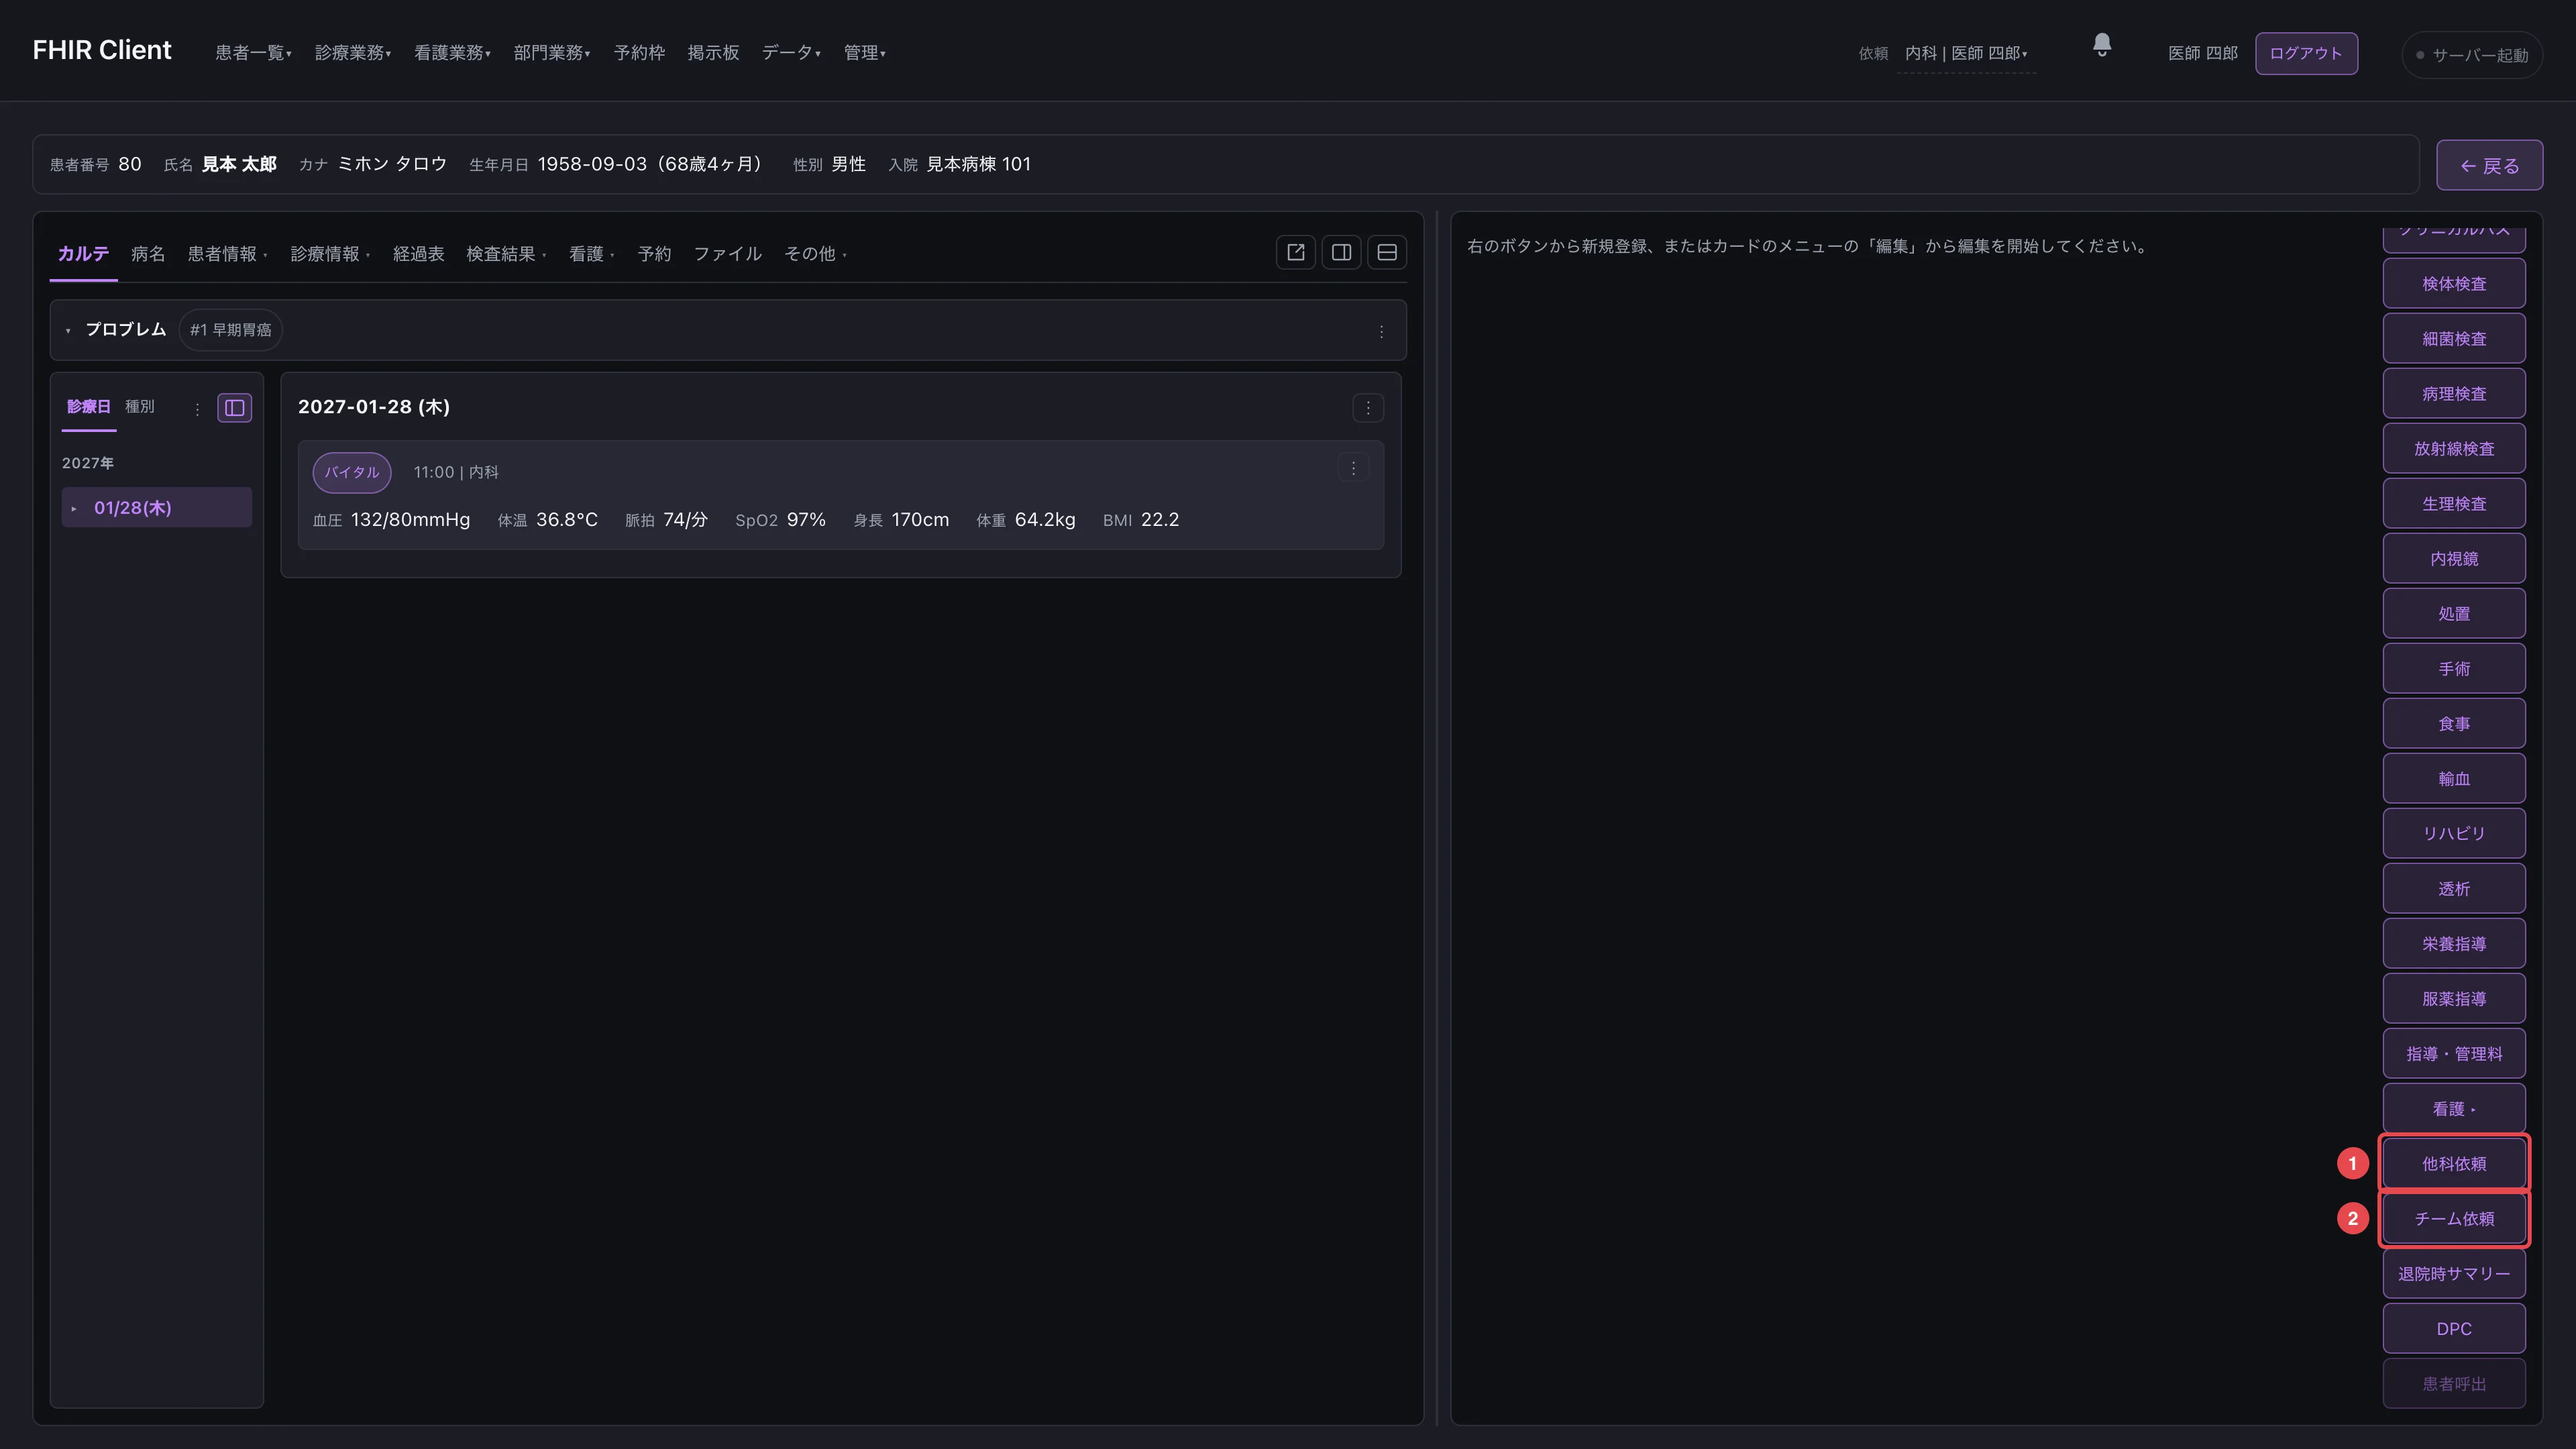 FHIR Client 患者一覧▾ 診療業務▾ 看護業務▾ 部門業務▾ 予約枠 掲示板 データ▾ 管理▾ 依頼 内科 | 医師 四郎▾ 医師 四郎 ログアウト サーバー起動
患者番号 80 氏名 見本 太郎 カナ ミホン タロウ 生年月日 1958-09-03（68歳4ヶ月） 性別 男性 入院 見本病棟 101 ← 戻る
カルテ 病名 患者情報 ▾ 診療情報 ▾ 経過表 検査結果 ▾ 看護 ▾ 予約 ファイル その他 ▾
▾ プロブレム #1 早期胃癌 ⋮
診療日 種別 ⋮
2027年
▸ 01/28(木)
2027-01-28 (木) ⋮
バイタル 11:00 | 内科 ⋮
血圧 132/80mmHg 体温 36.8°C 脈拍 74/分 SpO2 97% 身長 170cm 体重 64.2kg BMI 22.2
右のボタンから新規登録、またはカードのメニューの「編集」から編集を開始してください。
クリニカルパス
検体検査
細菌検査
病理検査
放射線検査
生理検査
内視鏡
処置
手術
食事
輸血
リハビリ
透析
栄養指導
服薬指導
指導・管理料
看護 ▸
1 他科依頼
2 チーム依頼
退院時サマリー
DPC
患者呼出